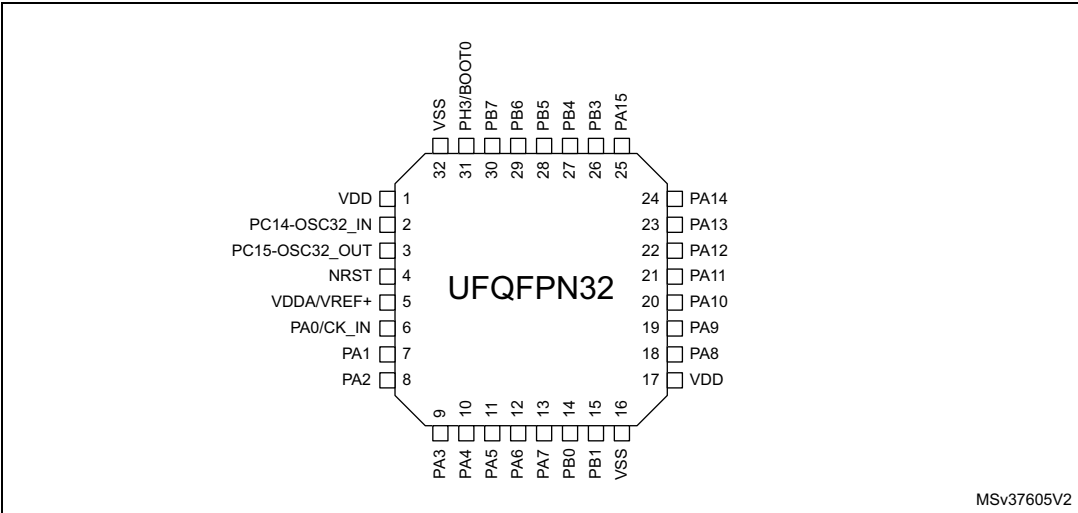 VSS
PH3/BOOT0
PB7
PB6
PB5
PB4
PB3
PA15
32
31
30
29
28
27
26
25
VDD 1
PC14-OSC32_IN 2
PC15-OSC32_OUT 3
NRST 4
VDDA/VREF+ 5
PA0/CK_IN 6
PA1 7
PA2 8
UFQFPN32
24 PA14
23 PA13
22 PA12
21 PA11
20 PA10
19 PA9
18 PA8
17 VDD
9
10
11
12
13
14
15
16
PA3
PA4
PA5
PA6
PA7
PB0
PB1
VSS
MSv37605V2